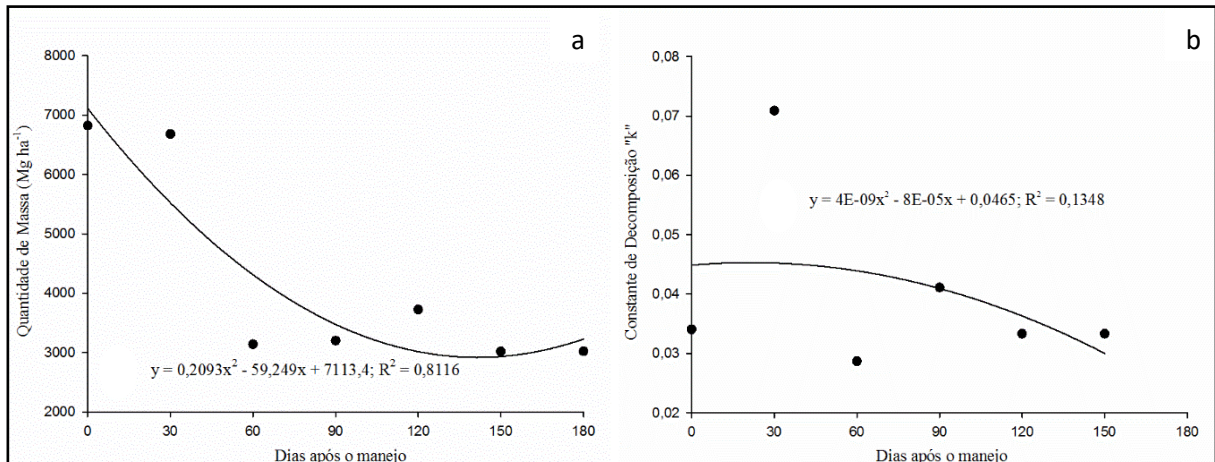 a
8000
7000
6000
5000
4000
3000
2000
Quantidade de Massa (Mg ha⁻¹)
y = 0,2093x² - 59,249x + 7113,4; R² = 0,8116
0 30 60 90 120 150 180
Dias após o manejo
b
0,08
0,07
0,06
0,05
0,04
0,03
0,02
Constante de Decomposição "k"
y = 4E-09x² - 8E-05x + 0,0465; R² = 0,1348
0 30 60 90 120 150 180
Dias após o manejo